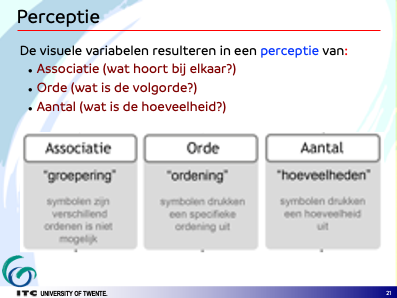 Perceptie
De visuele variabelen resulteren in een perceptie van:
• Associatie (wat hoort bij elkaar?)
• Orde (wat is de volgorde?)
• Aantal (wat is de hoeveelheid?)
Associatie
"groepering"
symbolen zijn
verschillend
ordenen is niet
mogelijk
Orde
"ordening"
symbolen drukken
een specifieke
ordening uit
Aantal
"hoeveelheden"
symbolen drukken
een hoeveelheid
uit
ITC UNIVERSITY OF TWENTE.
21